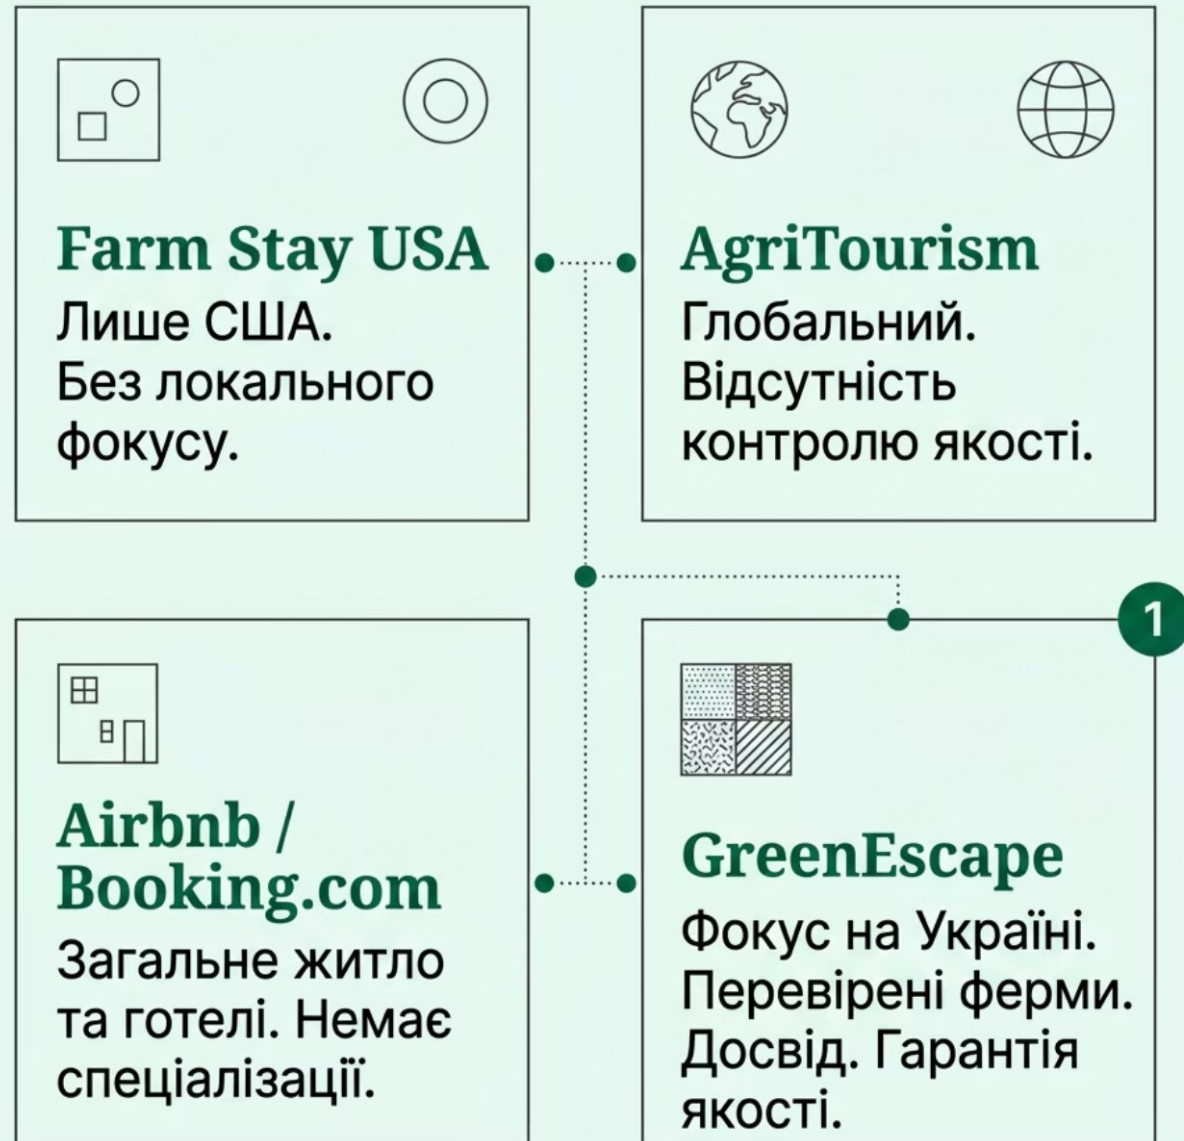 Farm Stay USA
Лише США.
Без локального
фокусу.
AgriTourism
Глобальний.
Відсутність
контролю якості.
Airbnb /
Booking.com
Загальне житло
та готелі. Немає
спеціалізації.
1
GreenEscape
Фокус на Україні.
Перевірені ферми.
Досвід. Гарантія
якості.